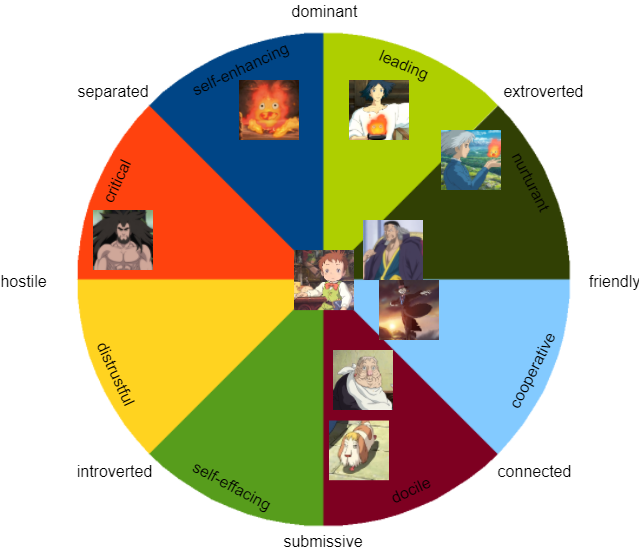 dominant
self-enhancing
leading
separated
extroverted
critical
nurturant
hostile
friendly
distrustful
cooperative
introverted
self-effacing
docile
connected
submissive